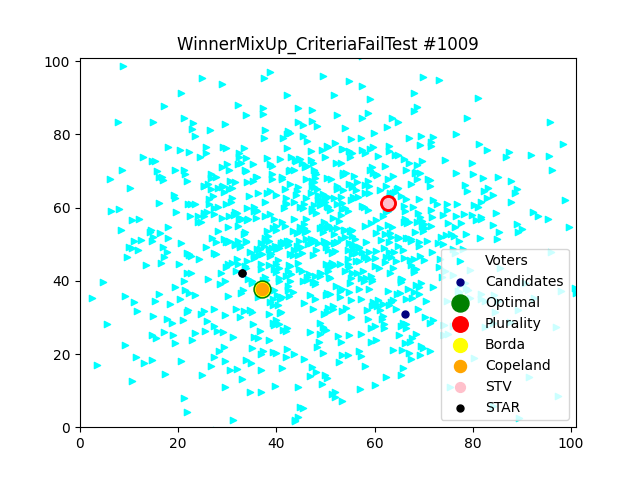 WinnerMixUp_CriteriaFailTest #1009
100
80
60
40
20
0
0 20 40 60 80 100
Voters
Candidates
Optimal
Plurality
Borda
Copeland
STV
STAR